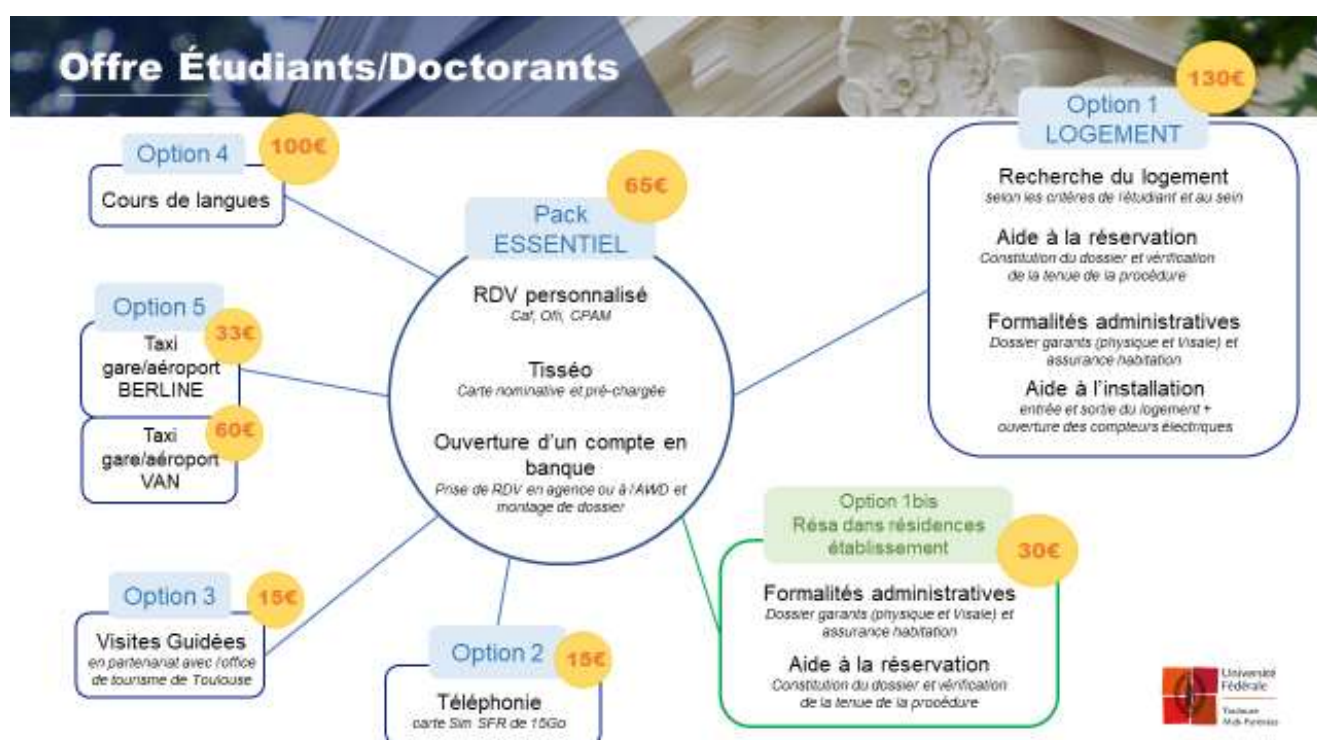 Offre Étudiants/Doctorants
130€
Option 1
LOGEMENT
Recherche du logement
selon les critères de l'étudiant et au sein
Aide à la réservation
Constitution du dossier et vérification
de la tenue de la procédure
Formalités administratives
Dossier garants (physique et Visale) et
assurance habitation
Aide à l'installation
entrée et sortie du logement +
ouverture des compteurs électriques
Option 4
100€
Cours de langues
65€
Pack
ESSENTIEL
RDV personnalisé
Caf, Ofii, CPAM
Tisséo
Carte nominative et pré-chargée
Ouverture d'un compte en
banque
Prise de RDV en agence ou à l'AWD et
montage de dossier
Option 5
33€
Taxi
gare/aéroport
BERLINE
60€
Taxi
gare/aéroport
VAN
Option 1bis
Résa dans résidences
établissement
30€
Formalités administratives
Dossier garants (physique et Visale) et
assurance habitation
Aide à la réservation
Constitution du dossier et vérification
de la tenue de la procédure
Option 3
15€
Visites Guidées
en partenariat avec l'office
de tourisme de Toulouse
Option 2
15€
Téléphonie
carte Sim SFR de 15Go
Université
Fédérale
Toulouse
Midi-Pyrénées